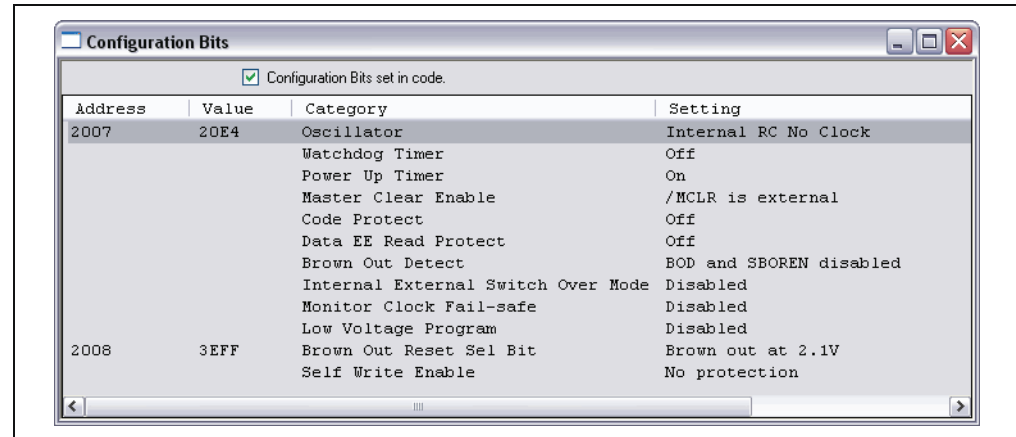 Configuration Bits
Configuration Bits set in code.
Address Value Category Setting
2007 20E4 Oscillator Internal RC No Clock
Watchdog Timer Off
Power Up Timer On
Master Clear Enable /MCLR is external
Code Protect Off
Data EE Read Protect Off
Brown Out Detect BOD and SBOREN disabled
Internal External Switch Over Mode Disabled
Monitor Clock Fail-safe Disabled
Low Voltage Program Disabled
2008 3EFF Brown Out Reset Sel Bit Brown out at 2.1V
Self Write Enable No protection